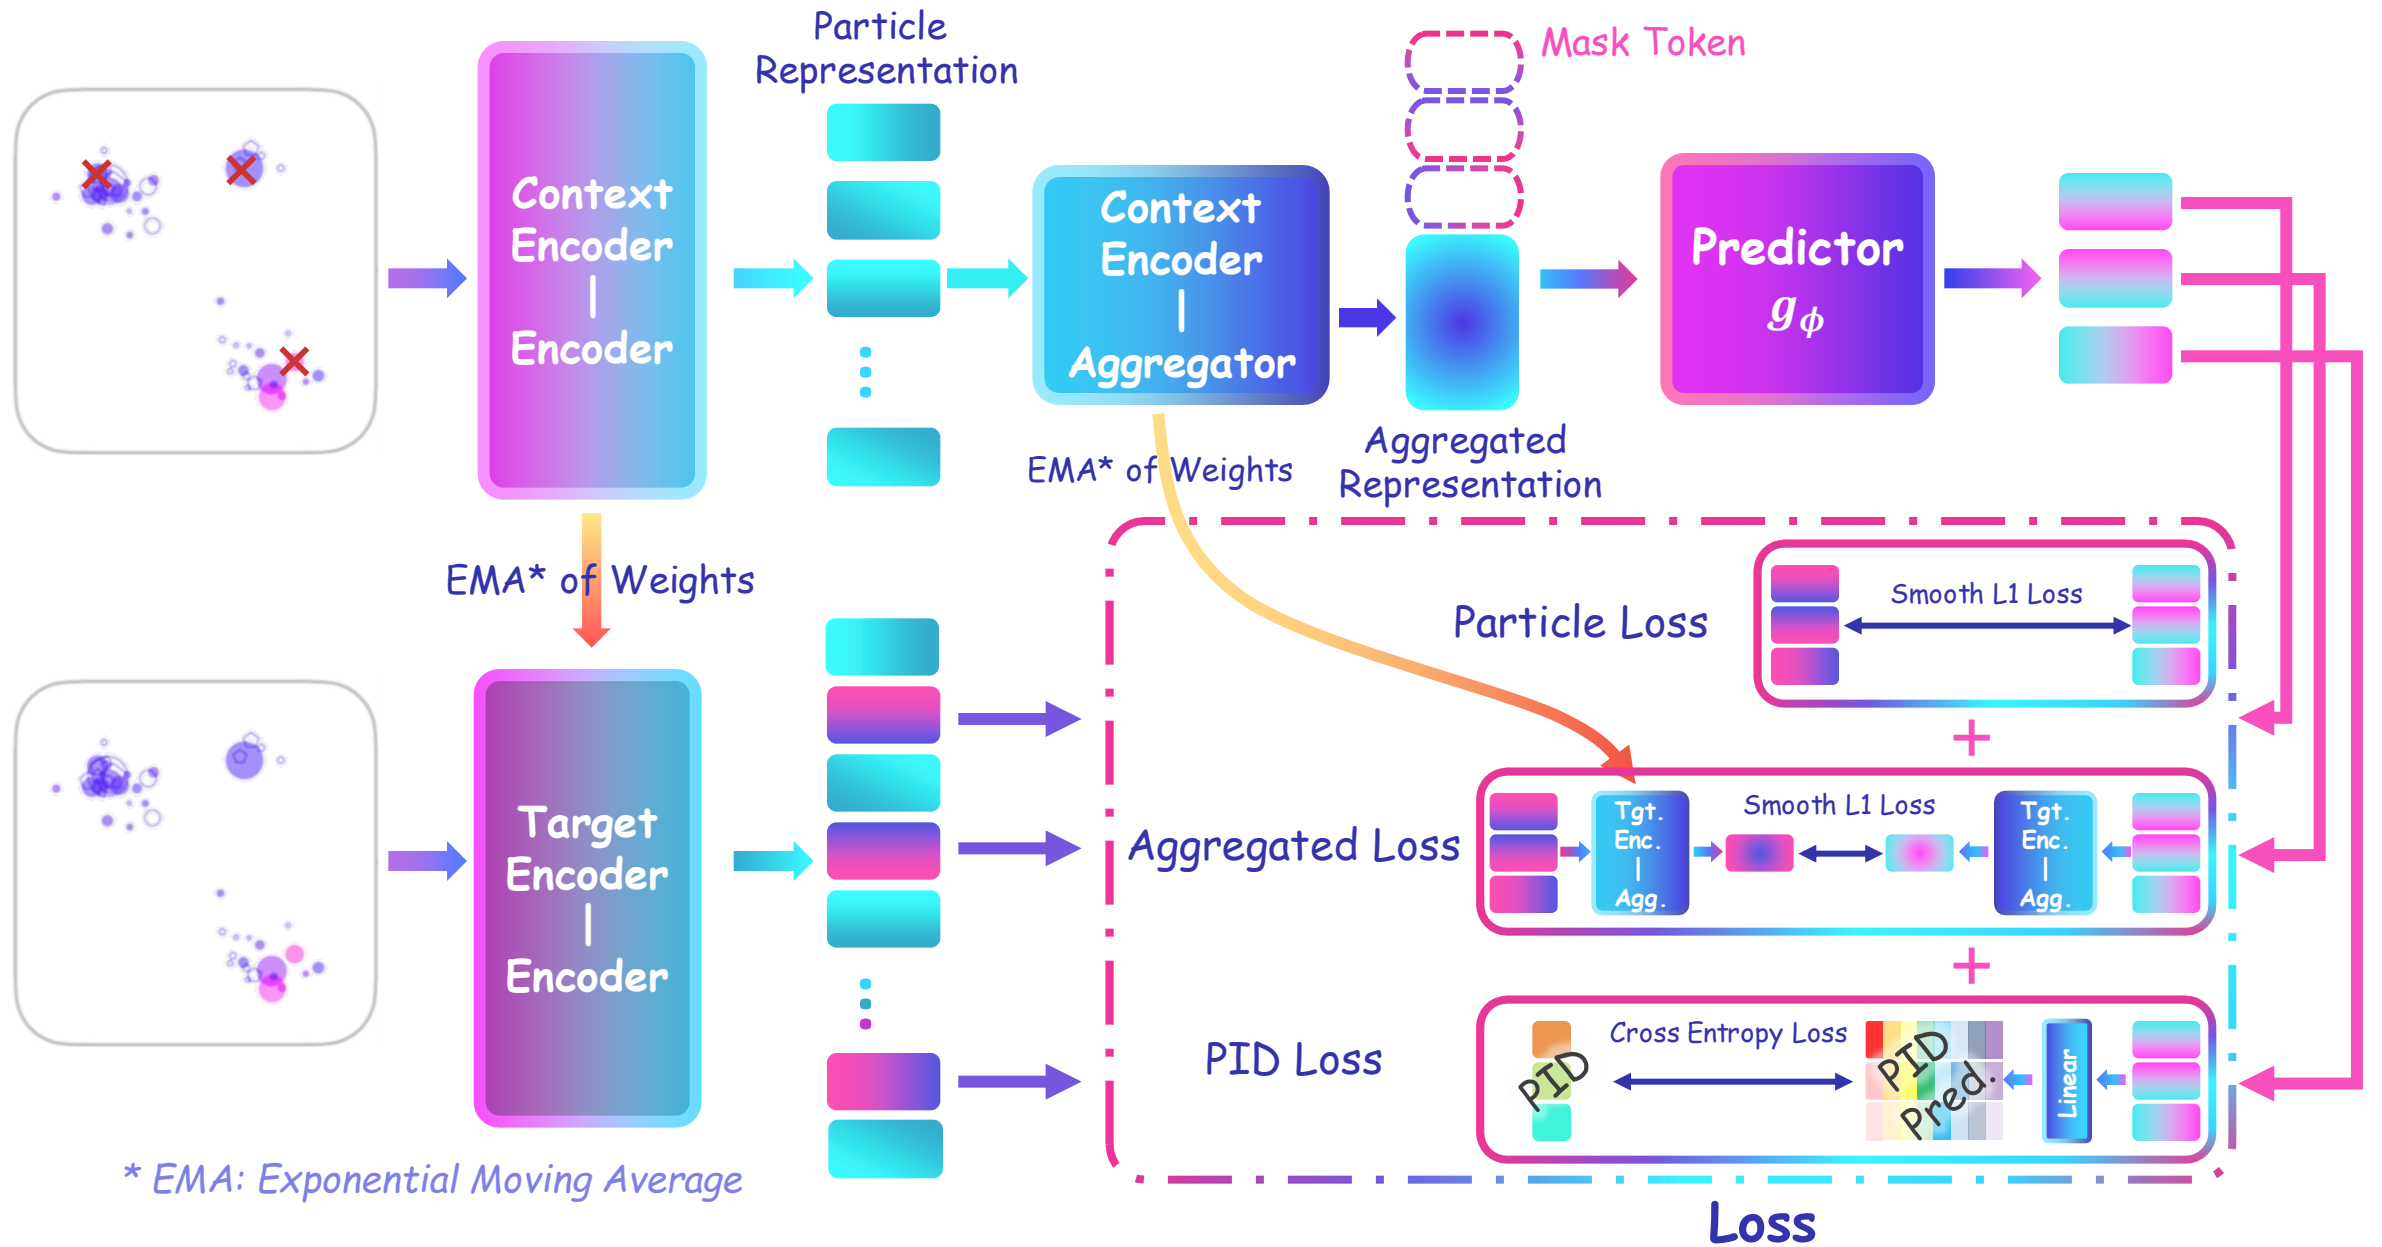 Particle
Representation
Mask Token
Context
Encoder
|
Encoder
Context
Encoder
|
Aggregator
Predictor
gϕ
Aggregated
Representation
EMA* of Weights
EMA* of Weights
Target
Encoder
|
Encoder
* EMA: Exponential Moving Average
Particle Loss
Smooth L1 Loss
+
Aggregated Loss
Tgt.
Enc.
|
Agg.
Smooth L1 Loss
Tgt.
Enc.
|
Agg.
+
PID Loss
PID
Cross Entropy Loss
PID
Pred.
Linear
Loss